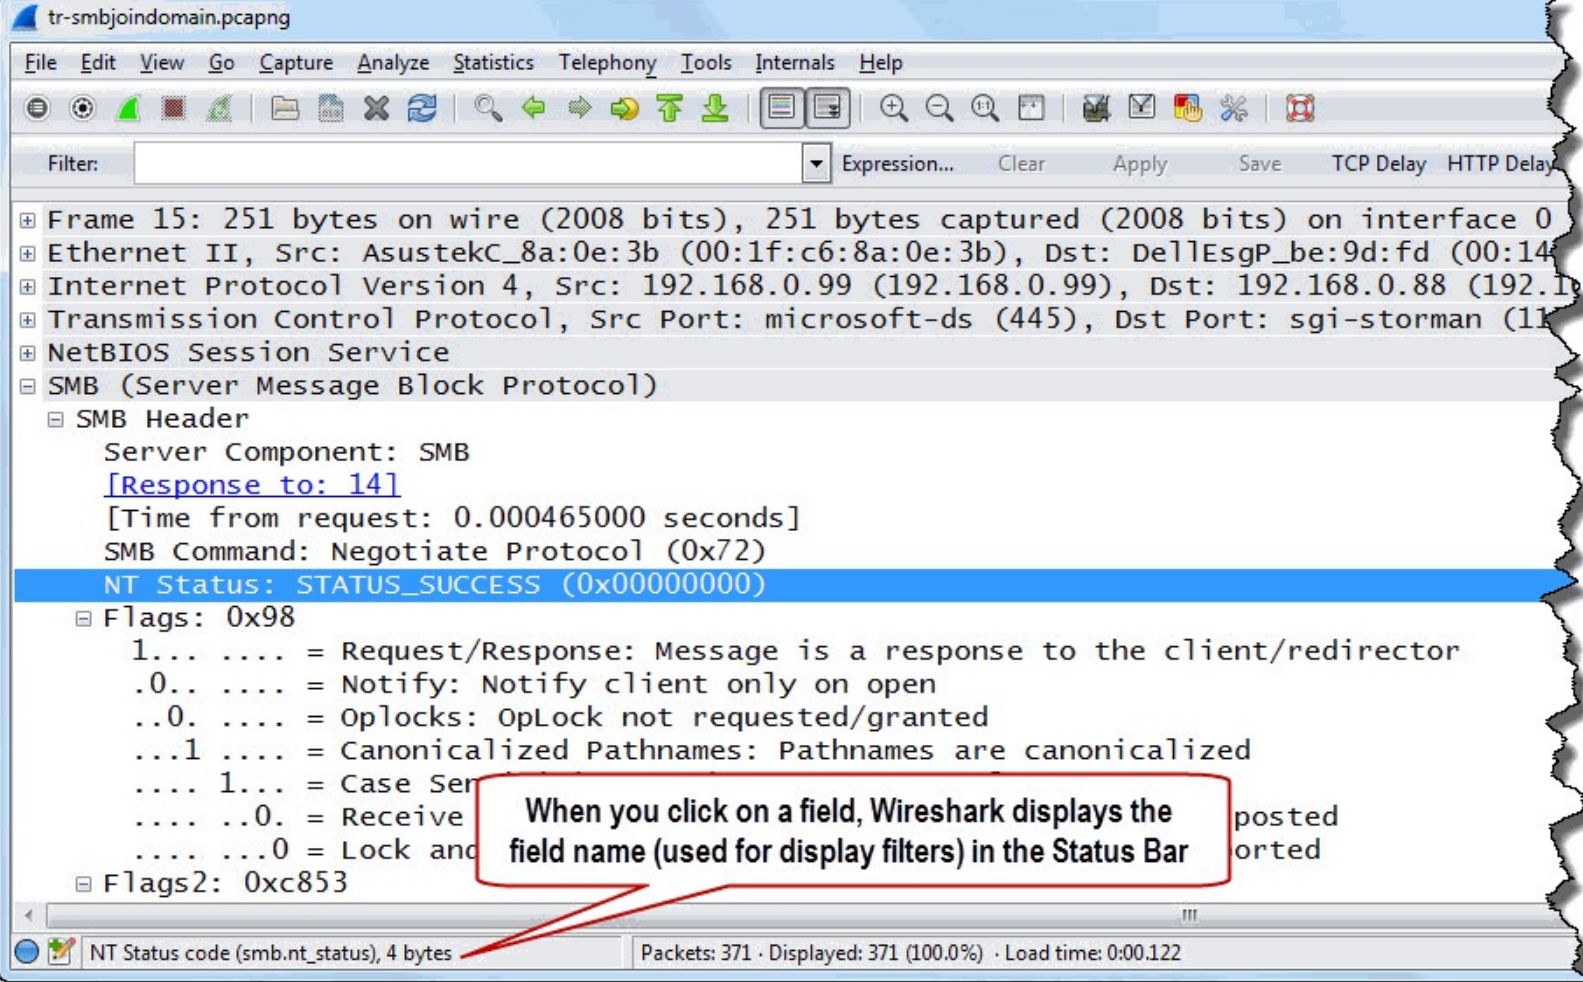 tr-smbjoindomain.pcapng
File Edit View Go Capture Analyze Statistics Telephony Tools Internals Help
Filter: Expression... Clear Apply Save TCP Delay HTTP Delay
Frame 15: 251 bytes on wire (2008 bits), 251 bytes captured (2008 bits) on interface 0
Ethernet II, Src: AsustekC_8a:0e:3b (00:1f:c6:8a:0e:3b), Dst: DellEsgP_be:9d:fd (00:14
Internet Protocol Version 4, Src: 192.168.0.99 (192.168.0.99), Dst: 192.168.0.88 (192.1
Transmission Control Protocol, Src Port: microsoft-ds (445), Dst Port: sgi-storman (11
NetBIOS Session Service
SMB (Server Message Block Protocol)
SMB Header
Server Component: SMB
[Response to: 14]
[Time from request: 0.000465000 seconds]
SMB Command: Negotiate Protocol (0x72)
NT Status: STATUS_SUCCESS (0x00000000)
Flags: 0x98
1... .... = Request/Response: Message is a response to the client/redirector
.0.. .... = Notify: Notify client only on open
..0. .... = Oplocks: OpLock not requested/granted
...1 .... = Canonicalized Pathnames: Pathnames are canonicalized
.... 1... = Case Sen
.... ..0. = Receive posted
.... ...0 = Lock and orted
When you click on a field, Wireshark displays the
field name (used for display filters) in the Status Bar
Flags2: 0xc853
NT Status code (smb.nt_status), 4 bytes
Packets: 371 · Displayed: 371 (100.0%) · Load time: 0:00.122